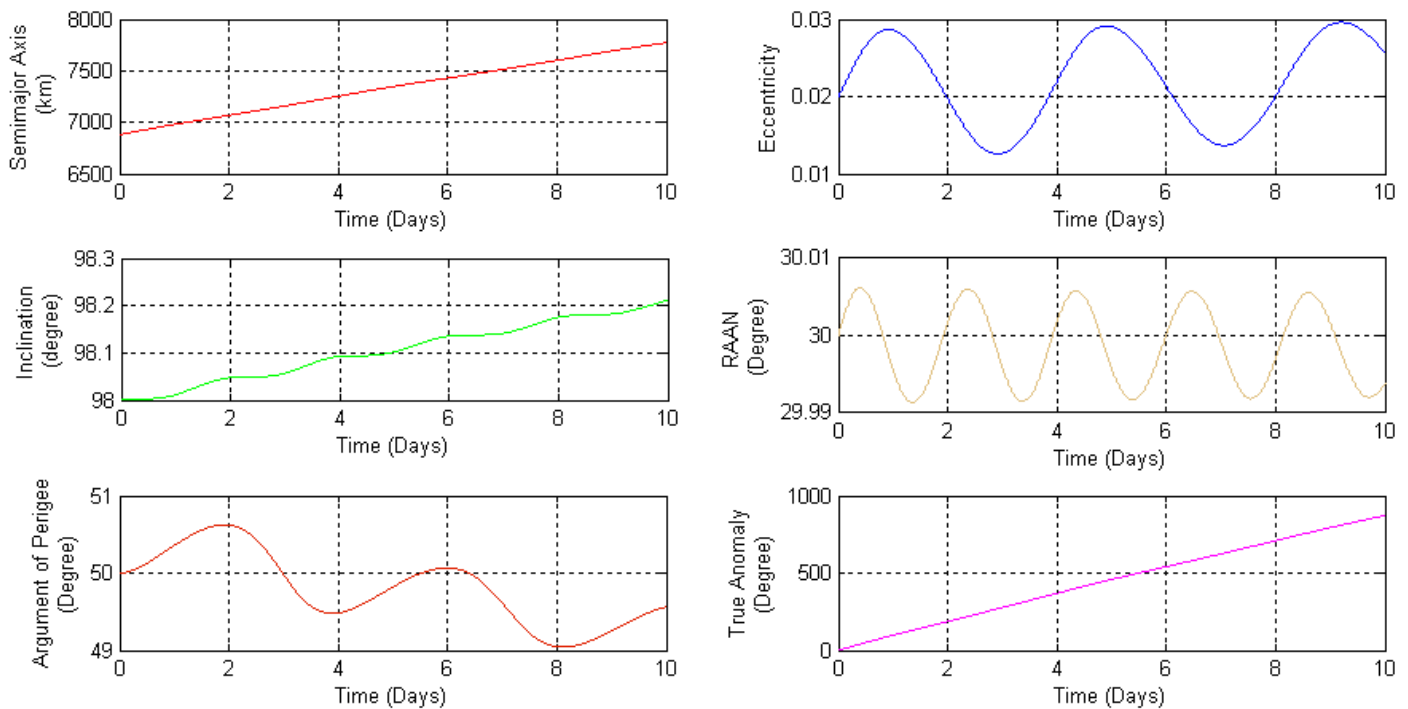 Semimajor Axis
(km)
8000
7500
7000
6500
0 2 4 6 8 10
Time (Days)
Eccentricity
0.03
0.02
0.01
0 2 4 6 8 10
Time (Days)
Inclination
(degree)
98.3
98.2
98.1
98
0 2 4 6 8 10
Time (Days)
RAAN
(Degree)
30.01
30
29.99
0 2 4 6 8 10
Time (Days)
Argument of Perigee
(Degree)
51
50
49
0 2 4 6 8 10
Time (Days)
True Anomaly
(Degree)
1000
500
0
0 2 4 6 8 10
Time (Days)